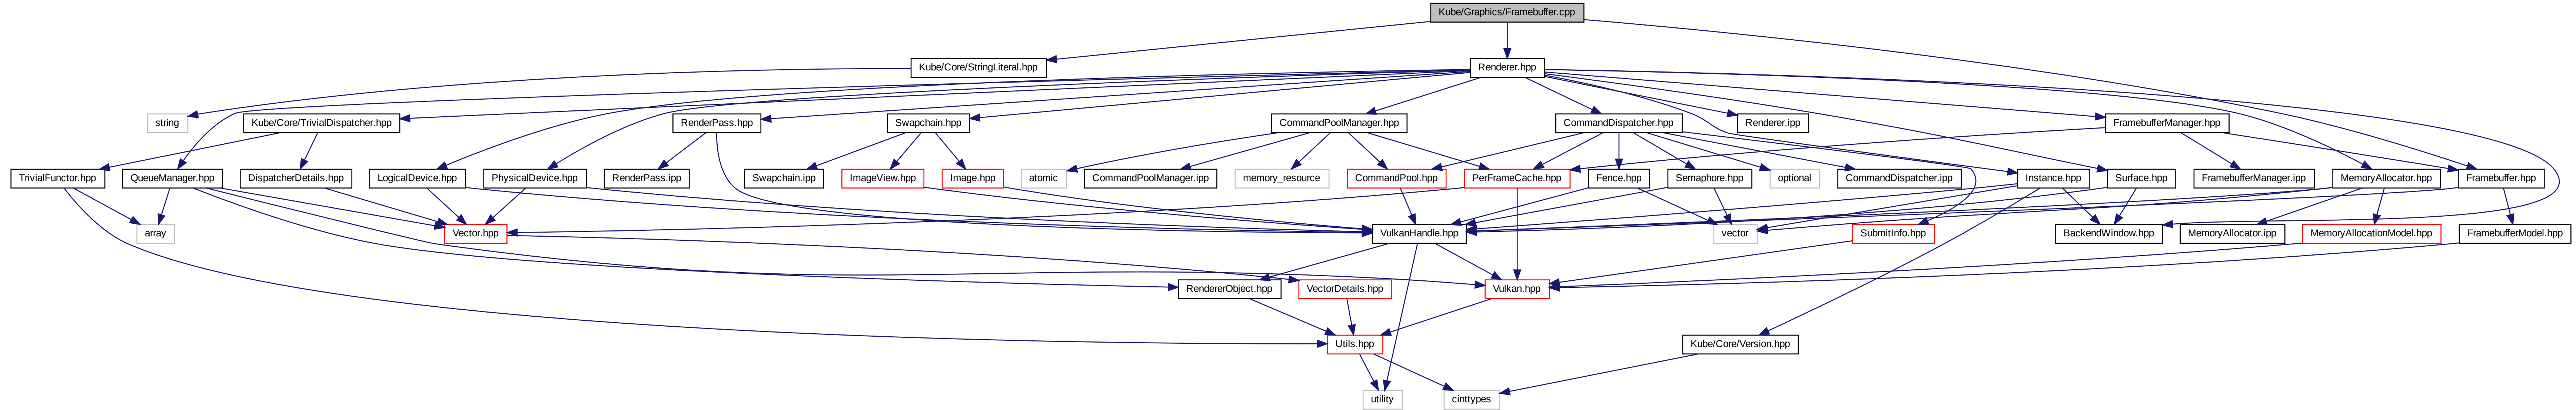 Kube/Graphics/Framebuffer.cpp
Kube/Core/StringLiteral.hpp
Renderer.hpp
string
Kube/Core/TrivialDispatcher.hpp
RenderPass.hpp
Swapchain.hpp
CommandPoolManager.hpp
CommandDispatcher.hpp
Renderer.ipp
FramebufferManager.hpp
TrivialFunctor.hpp
QueueManager.hpp
DispatcherDetails.hpp
LogicalDevice.hpp
PhysicalDevice.hpp
RenderPass.ipp
Swapchain.ipp
ImageView.hpp
Image.hpp
atomic
CommandPoolManager.ipp
memory_resource
CommandPool.hpp
PerFrameCache.hpp
Fence.hpp
Semaphore.hpp
optional
CommandDispatcher.ipp
Instance.hpp
Surface.hpp
FramebufferManager.ipp
MemoryAllocator.hpp
Framebuffer.hpp
array
Vector.hpp
VulkanHandle.hpp
vector
SubmitInfo.hpp
BackendWindow.hpp
MemoryAllocator.ipp
MemoryAllocationModel.hpp
FramebufferModel.hpp
RendererObject.hpp
VectorDetails.hpp
Vulkan.hpp
Utils.hpp
Kube/Core/Version.hpp
utility
cinttypes